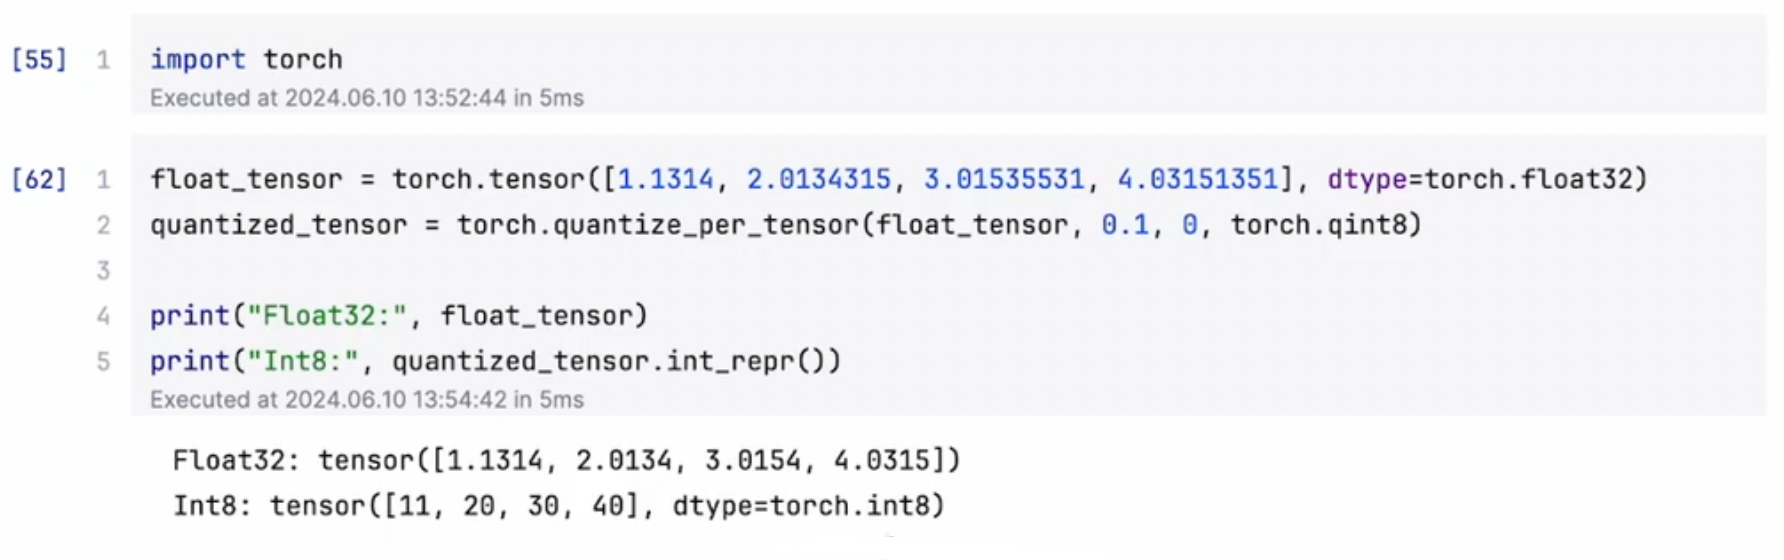 [55] 1 import torch
Executed at 2024.06.10 13:52:44 in 5ms
[62] 1 float_tensor = torch.tensor([1.1314, 2.0134315, 3.01535531, 4.03151351], dtype=torch.float32)
2 quantized_tensor = torch.quantize_per_tensor(float_tensor, 0.1, 0, torch.qint8)
3
4 print("Float32:", float_tensor)
5 print("Int8:", quantized_tensor.int_repr())
Executed at 2024.06.10 13:54:42 in 5ms
Float32: tensor([1.1314, 2.0134, 3.0154, 4.0315])
Int8: tensor([11, 20, 30, 40], dtype=torch.int8)